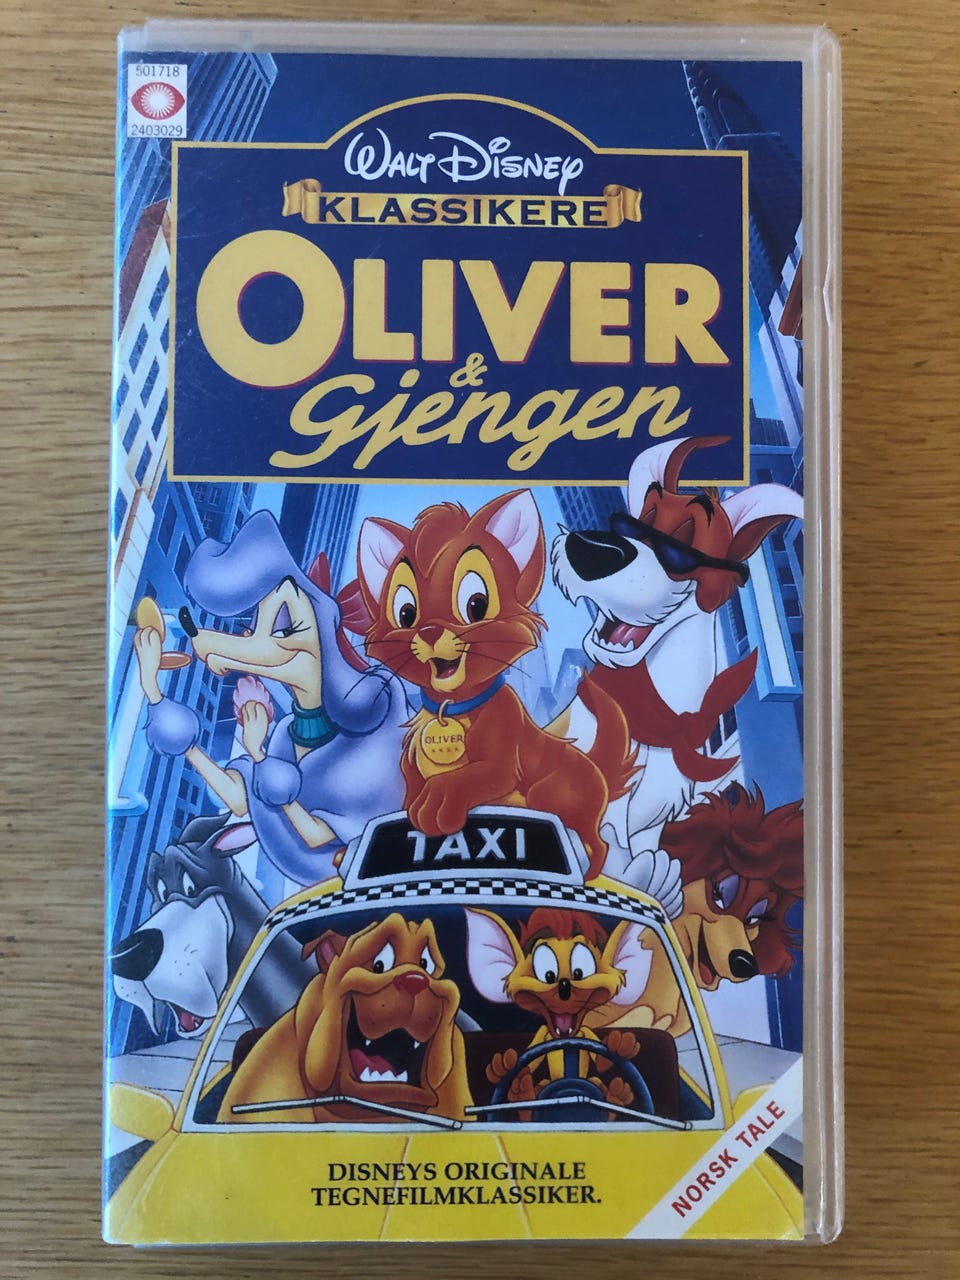 501718
2403029
WALT DISNEY
KLASSIKERE
OLIVER
&
Gjengen
OLIVER
TAXI
NORSK TALE
DISNEYS ORIGINALE
TEGNEFILMKLASSIKER.